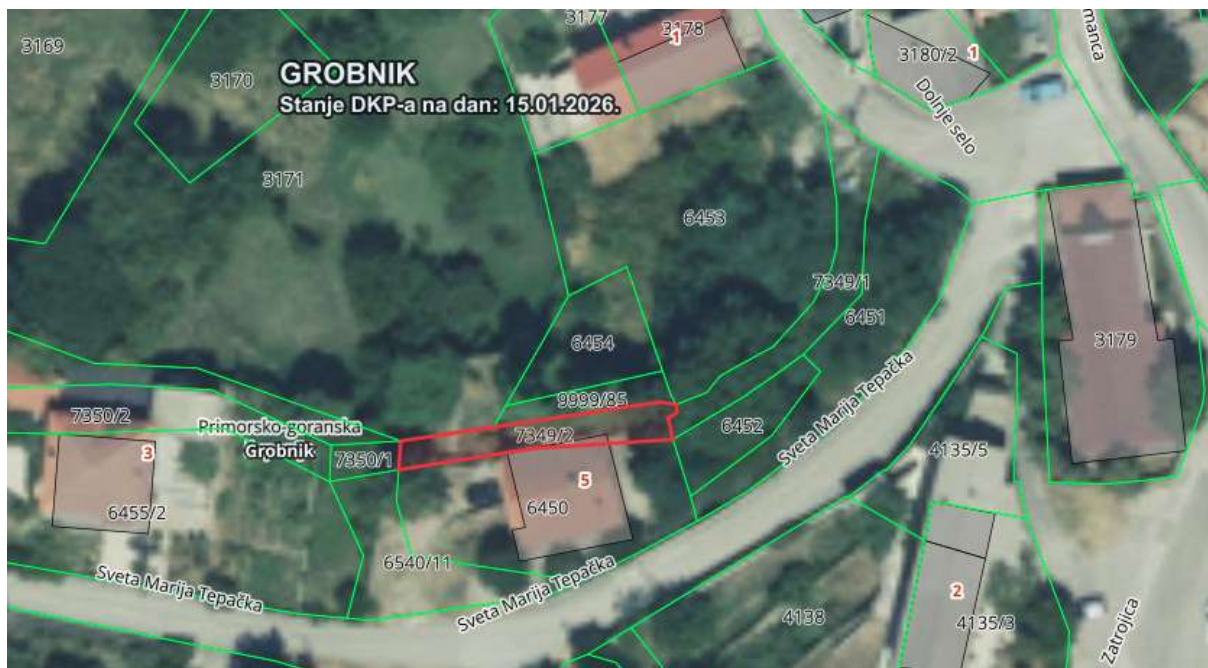 3177
3178
1
3169
3180/2
1
manca
GROBNIK
3170
Stanje DKP-a na dan: 15.01.2026.
Dolnje selo
3171
6453
7349/1
6451
3179
6454
9999/85
Sveta Marija Tepačka
7350/2
Primorsko-goranska
Grobnik
7349/2
6452
3
7350/1
4135/5
5
6455/2
6450
6540/11
Sveta Marija Tepačka
Sveta Marija Tepačka
2
4138
4135/3
Zatrojica